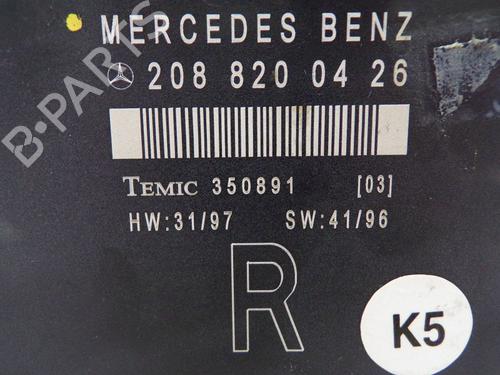 MERCEDES BENZ
208 820 04 26
TEMIC 350891 [03]
HW:31/97 SW:41/96
R
K5
B-PARTS